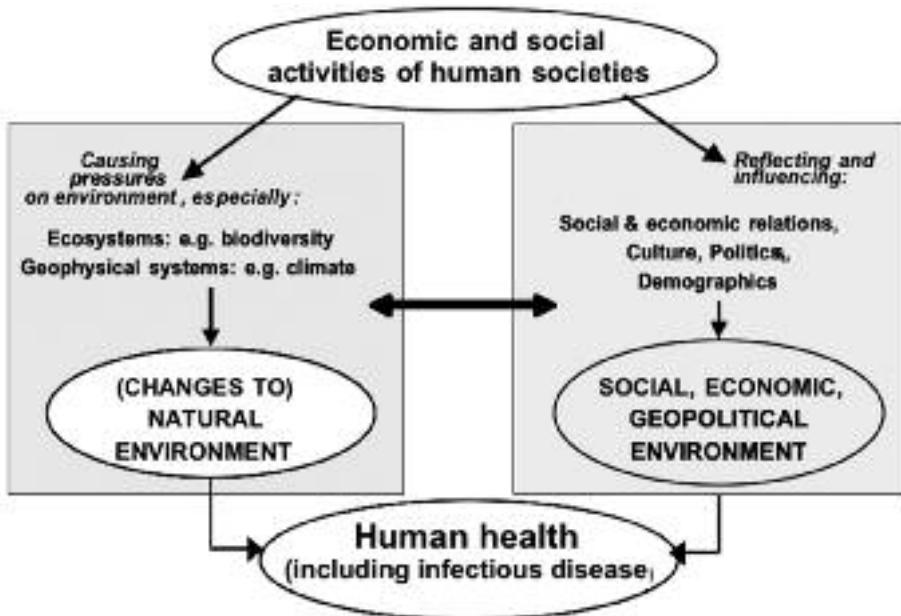 Economic and social
activities of human societies
Causing
pressures
on environment, especially:
Ecosystems: e.g. biodiversity
Geophysical systems: e.g. climate
(CHANGES TO)
NATURAL
ENVIRONMENT
Reflecting and
influencing:
Social & economic relations,
Culture, Politics,
Demographics
SOCIAL, ECONOMIC,
GEOPOLITICAL
ENVIRONMENT
Human health
(including infectious disease)